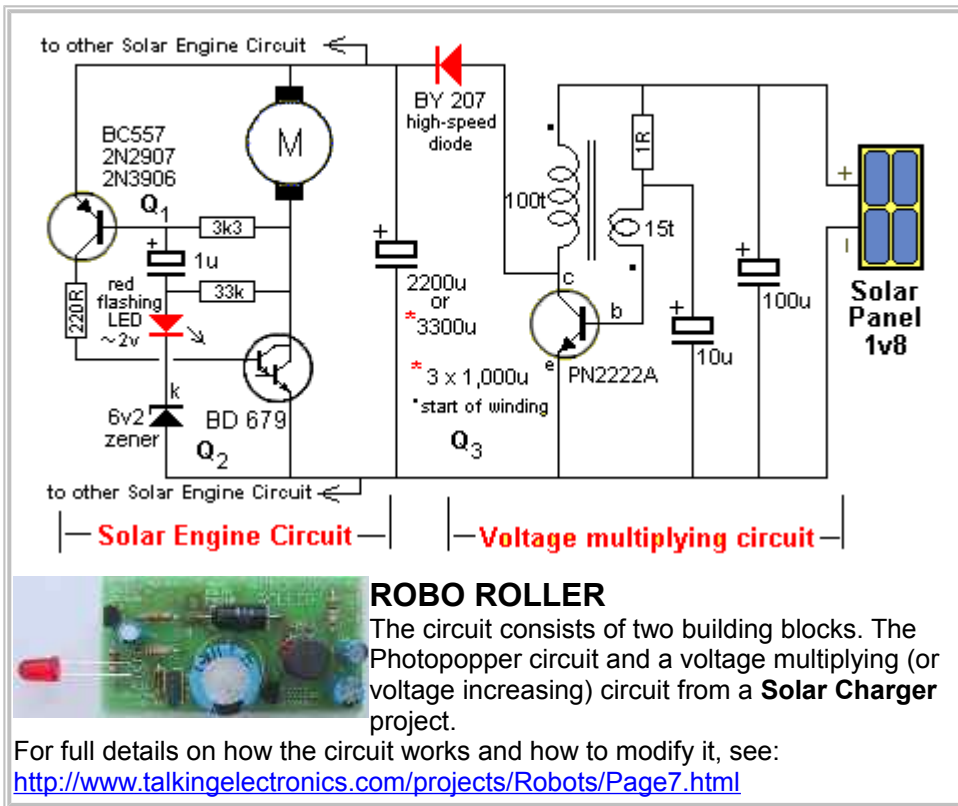 to other Solar Engine Circuit
BC557
2N2907
2N3906
Q1
M
BY 207
high-speed
diode
1R
100t
15t
+
3k3
+
1u
33k
220R
red
flashing
LED
~2v
k
6v2
zener
BD 679
Q2
+
2200u
or
*3300u
* 3 x 1,000u
•start of winding
Q3
c
b
e
PN2222A
+
10u
+
100u
+
-
Solar
Panel
1v8
to other Solar Engine Circuit
Solar Engine Circuit
Voltage multiplying circuit
ROBO ROLLER
The circuit consists of two building blocks. The
Photopopper circuit and a voltage multiplying (or
voltage increasing) circuit from a Solar Charger
project.
For full details on how the circuit works and how to modify it, see:
http://www.talkingelectronics.com/projects/Robots/Page7.html